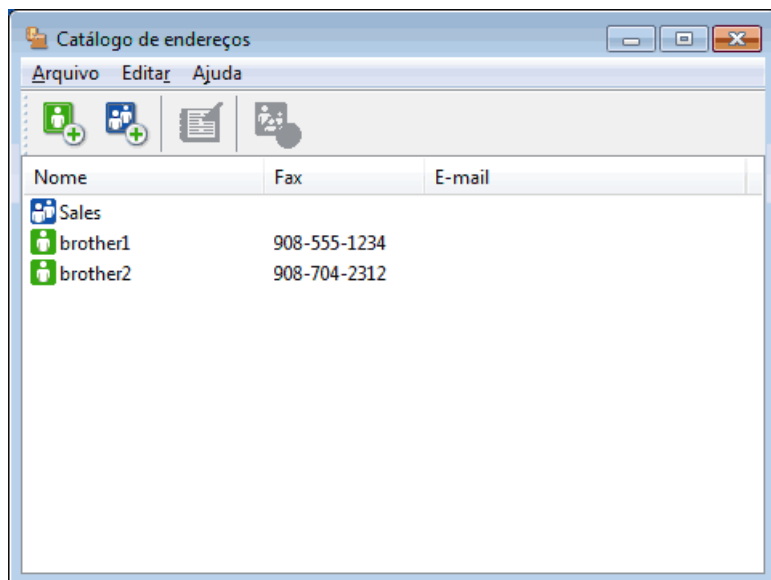 Catálogo de endereços
Arquivo Editar Ajuda
Nome Fax E-mail
Sales
brother1 908-555-1234
brother2 908-704-2312